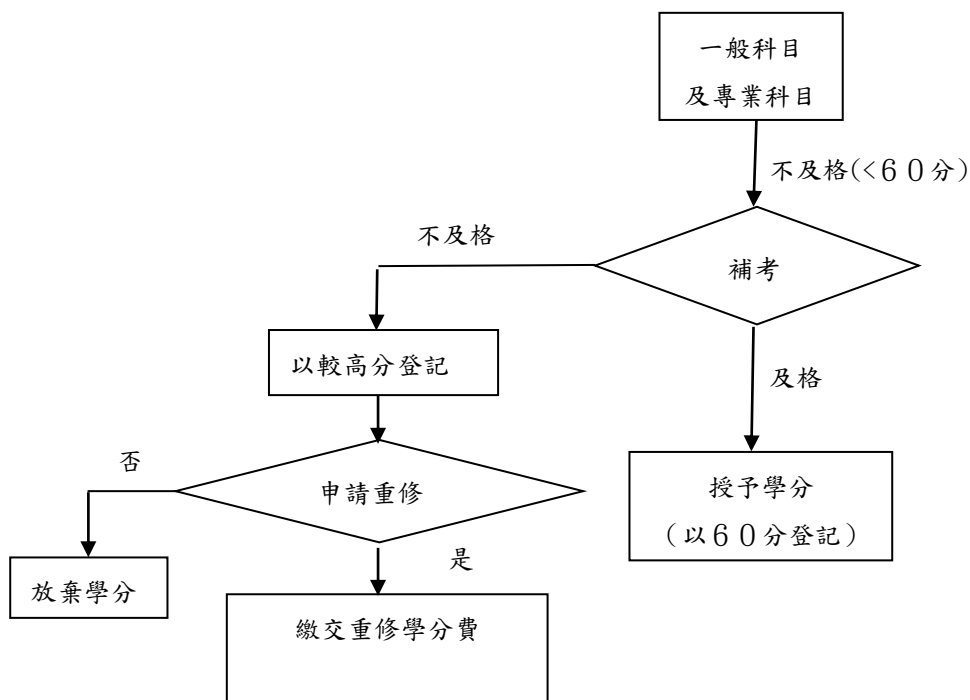 一般科目
及專業科目
不及格(<６０分)
不及格
補考
以較高分登記
及格
否
申請重修
授予學分
（以６０分登記）
是
放棄學分
繳交重修學分費